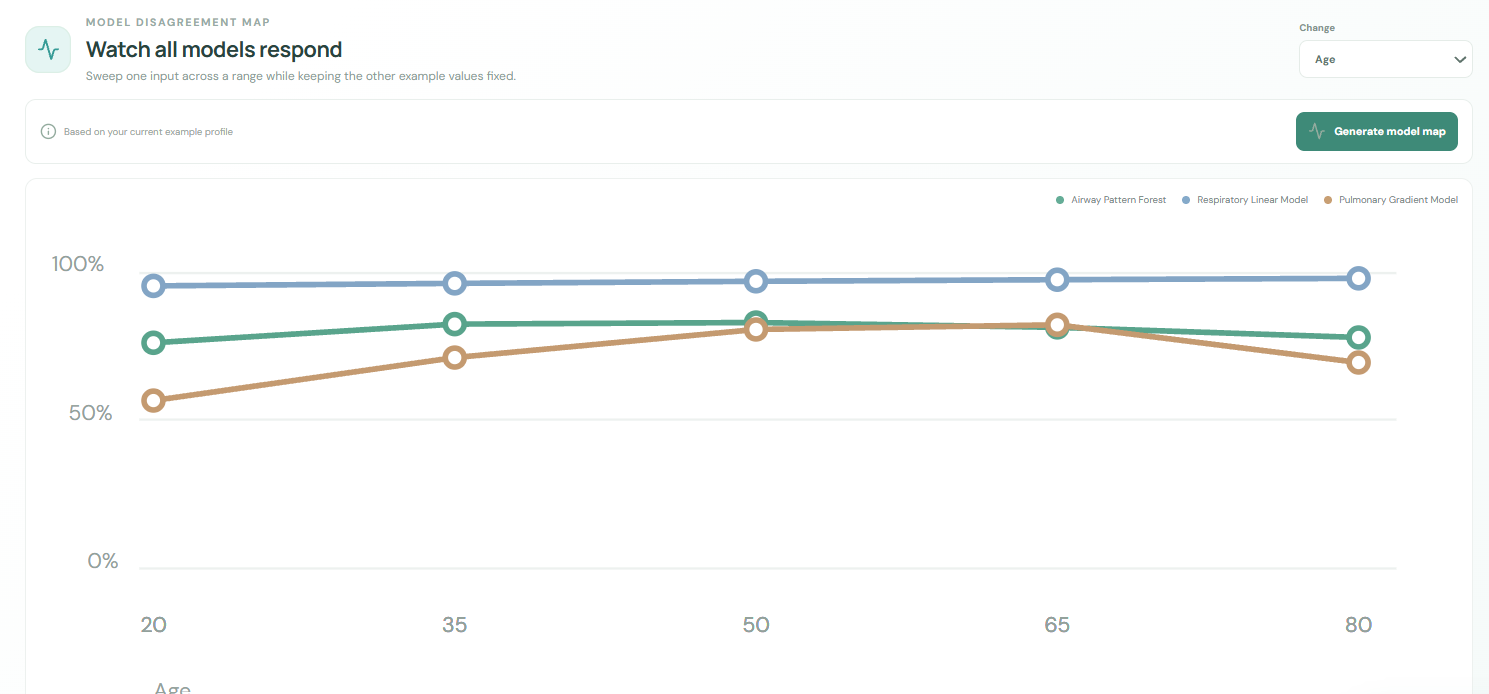 MODEL DISAGREEMENT MAP
Watch all models respond
Sweep one input across a range while keeping the other example values fixed.
Change
Age
Based on your current example profile
Generate model map
Airway Pattern Forest
Respiratory Linear Model
Pulmonary Gradient Model
100%
50%
0%
20
35
50
65
80
Age